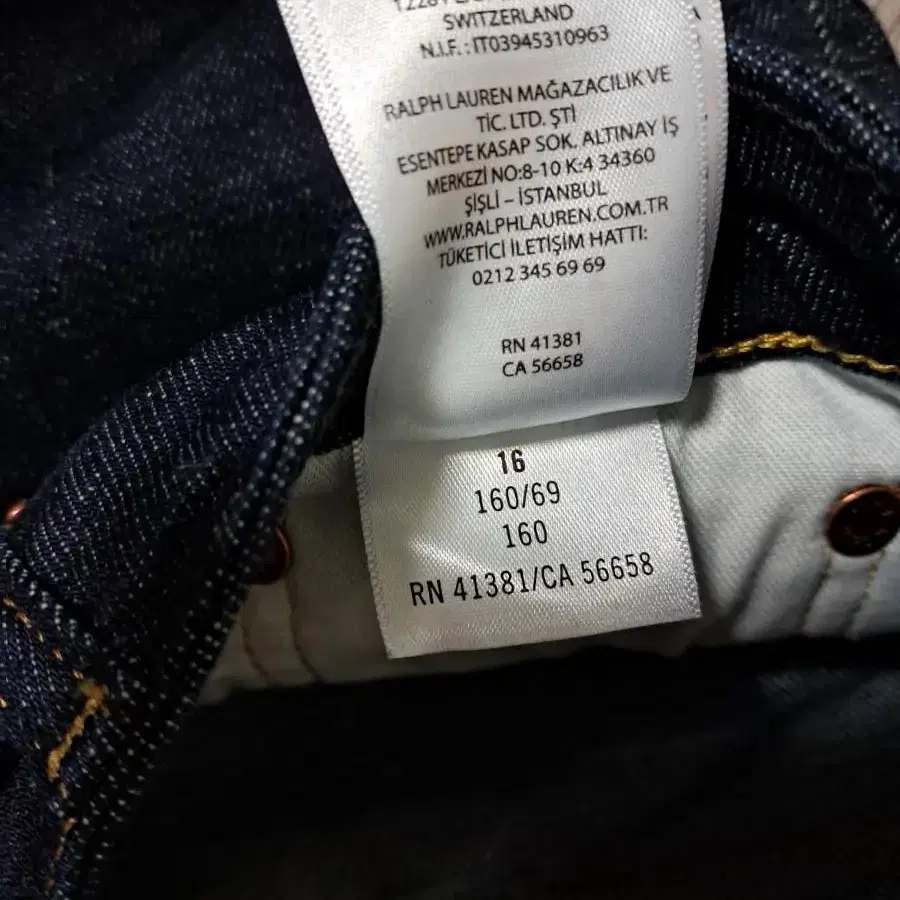 SWITZERLAND
N.I.F.: IT03945310963
RALPH LAUREN MAĞAZACILIK VE
TİC. LTD. ŞTİ
ESENTEPE KASAP SOK. ALTINAY İŞ
MERKEZİ NO:8-10 K:4 34360
ŞİŞLİ – İSTANBUL
WWW.RALPHLAUREN.COM.TR
TÜKETİCİ İLETİŞİM HATTI:
0212 345 69 69
RN 41381
CA 56658
16
160/69
160
RN 41381/CA 56658